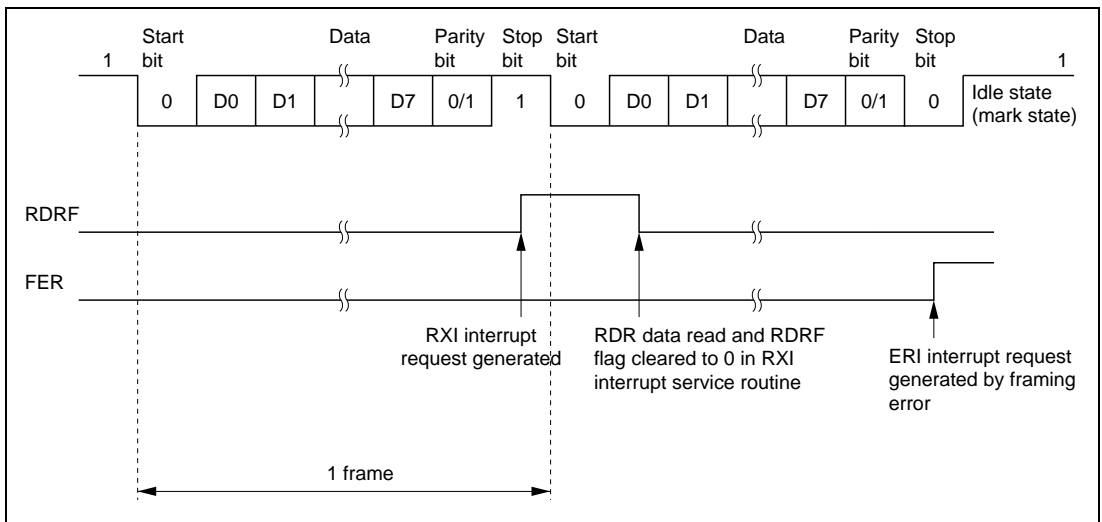 Start bit
Data
Parity bit
Stop bit
Start bit
Data
Parity bit
Stop bit
1
1
0
D0
D1
D7
0/1
1
0
D0
D1
D7
0/1
0
Idle state
(mark state)
RDRF
FER
RXI interrupt
request generated
RDR data read and RDRF
flag cleared to 0 in RXI
interrupt service routine
ERI interrupt request
generated by framing
error
1 frame